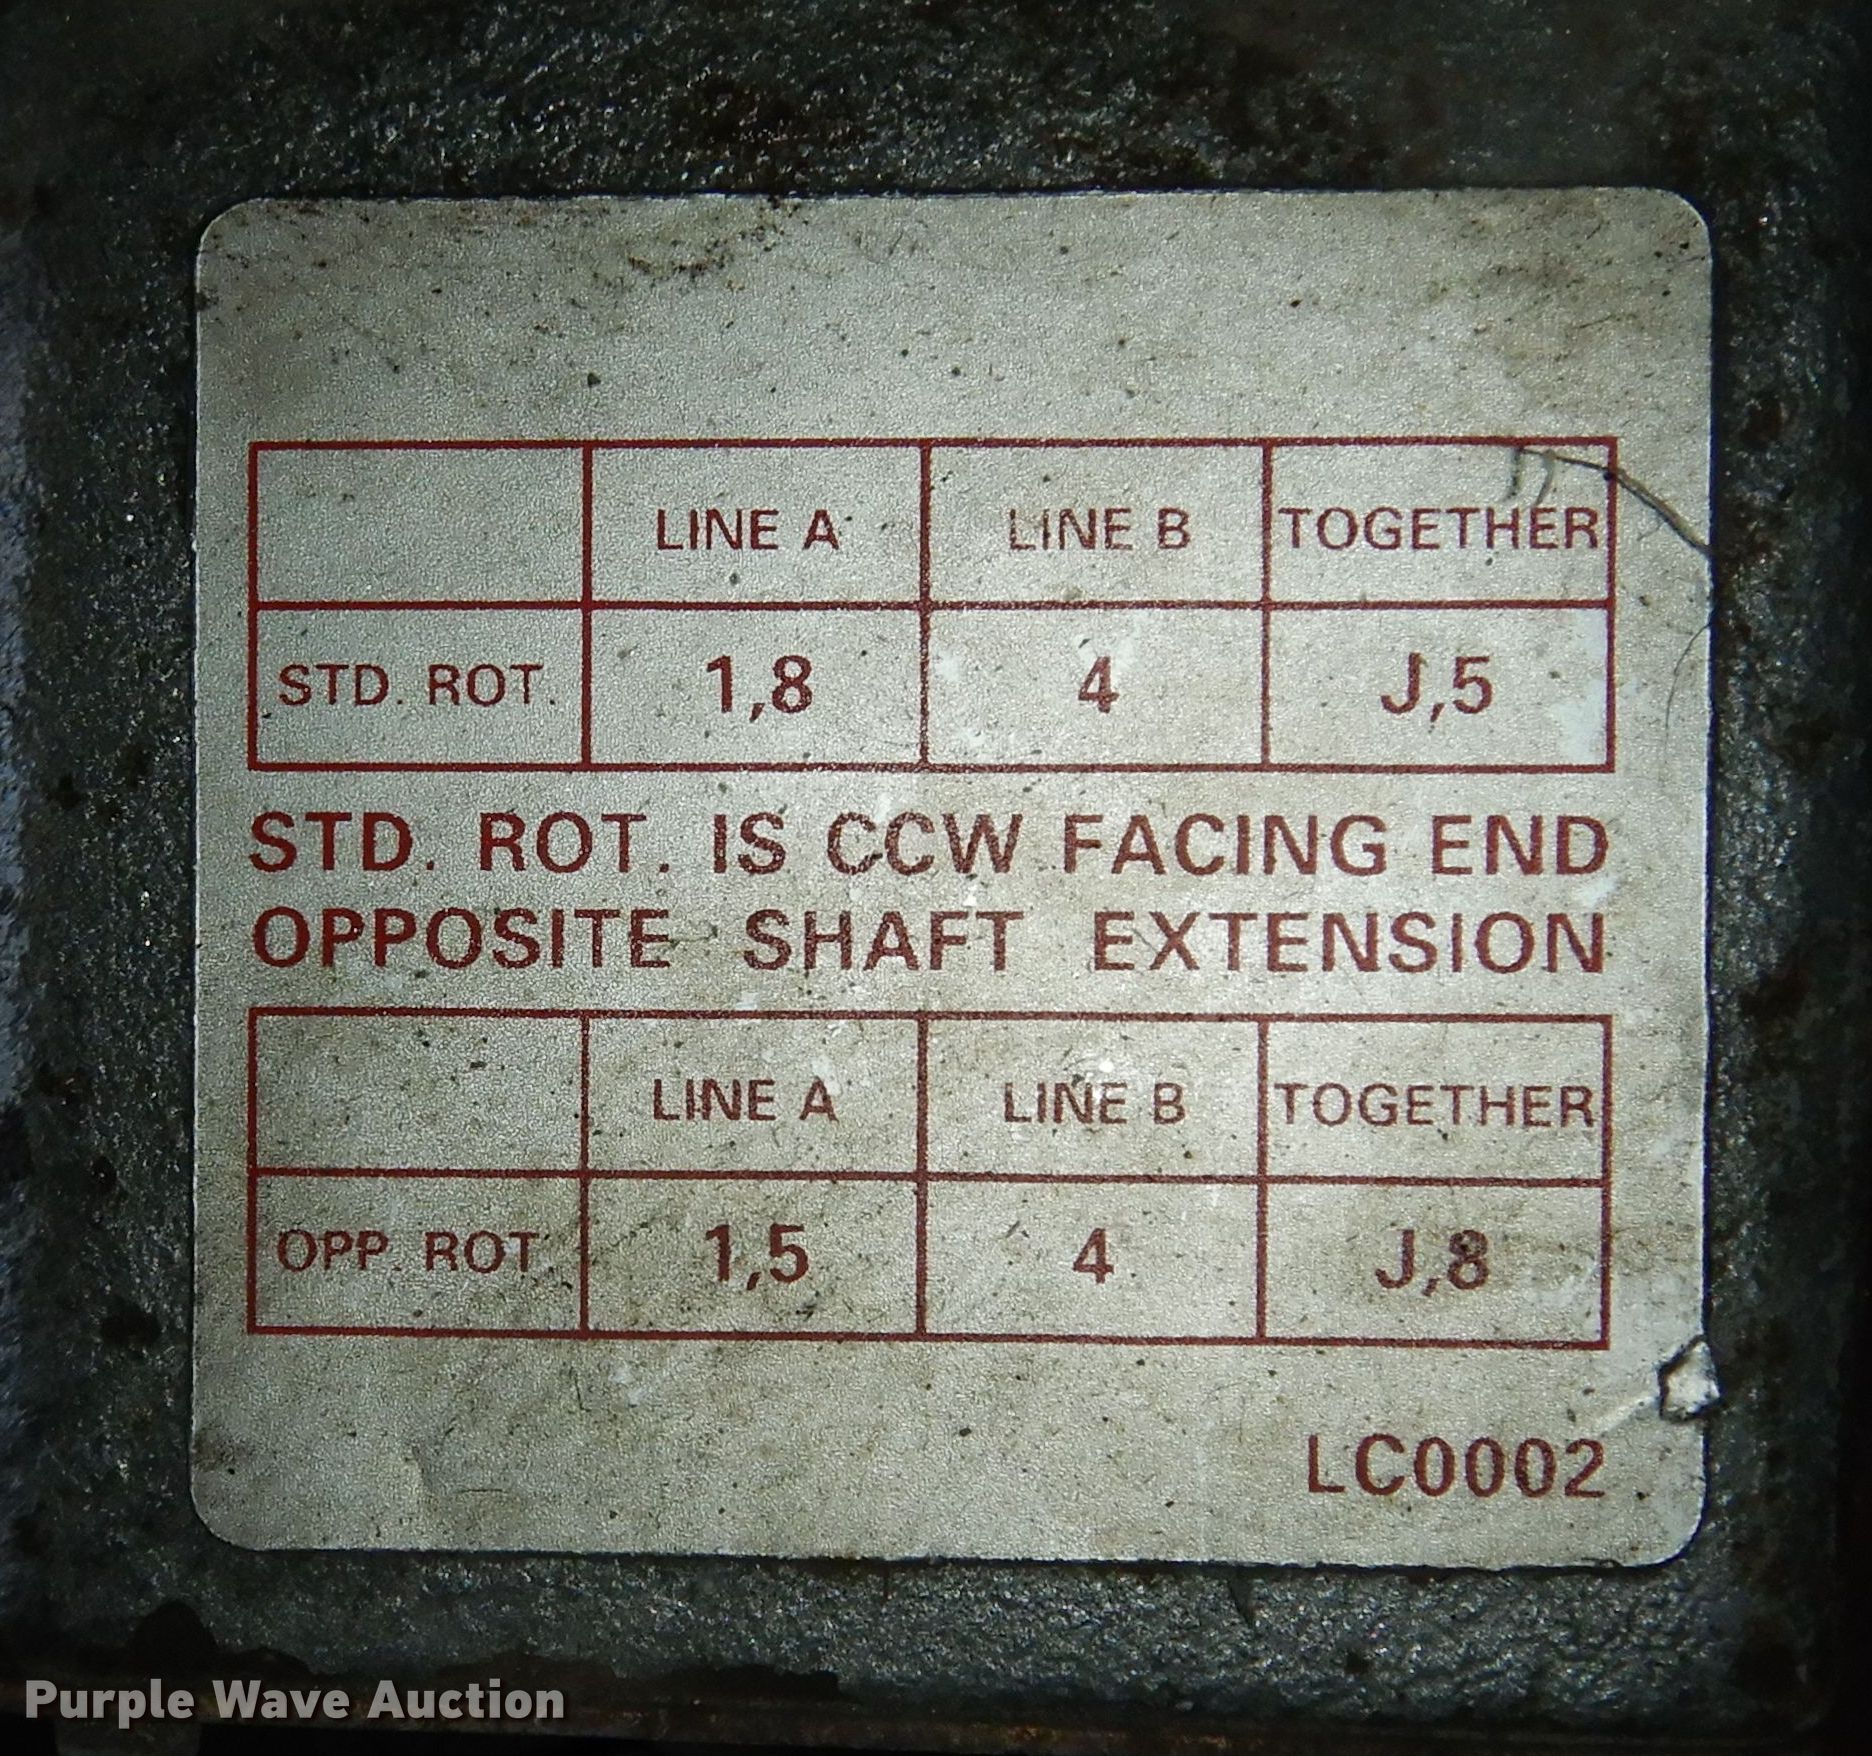 LINE A LINE B TOGETHER
STD. ROT. 1,8 4 J,5
STD. ROT. IS CCW FACING END
OPPOSITE SHAFT EXTENSION
LINE A LINE B TOGETHER
OPP. ROT 1,5 4 J,8
LC0002
Purple Wave Auction